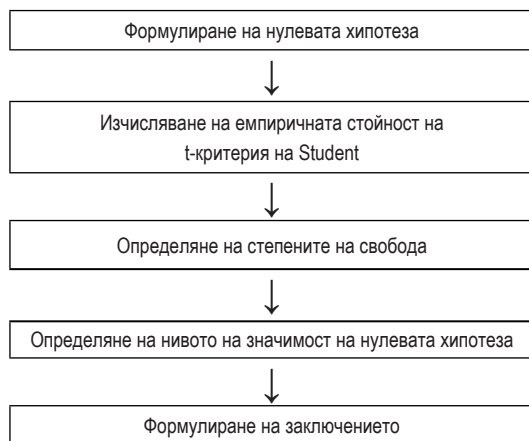 Формулиране на нулевата хипотеза
Изчисляване на емпиричната стойност на
t-критерия на Student
Определяне на степените на свобода
Определяне на нивото на значимост на нулевата хипотеза
Формулиране на заключението